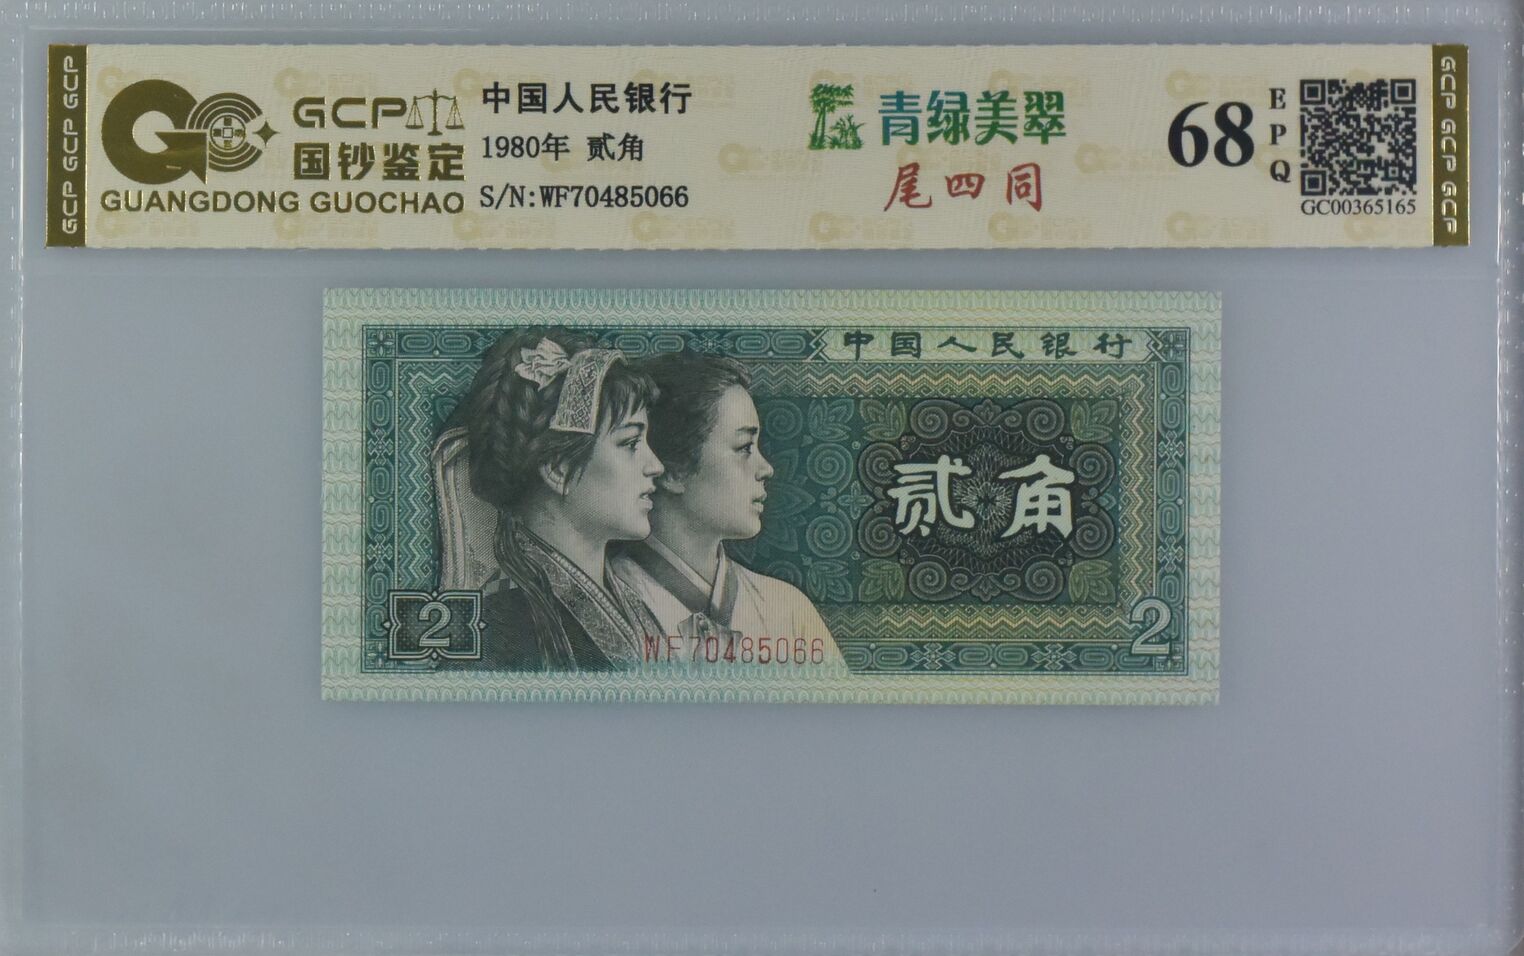 GCP GCP GCP
GCP
国钞鉴定
GUANGDONG GUOCHAO
中国人民银行
1980年 贰角
S/N:WF70485066
青绿美翠
尾四同
68
EPQ
GC00365165
GCP GCP GCP
中国人民银行
贰角
2
WF70485066
2